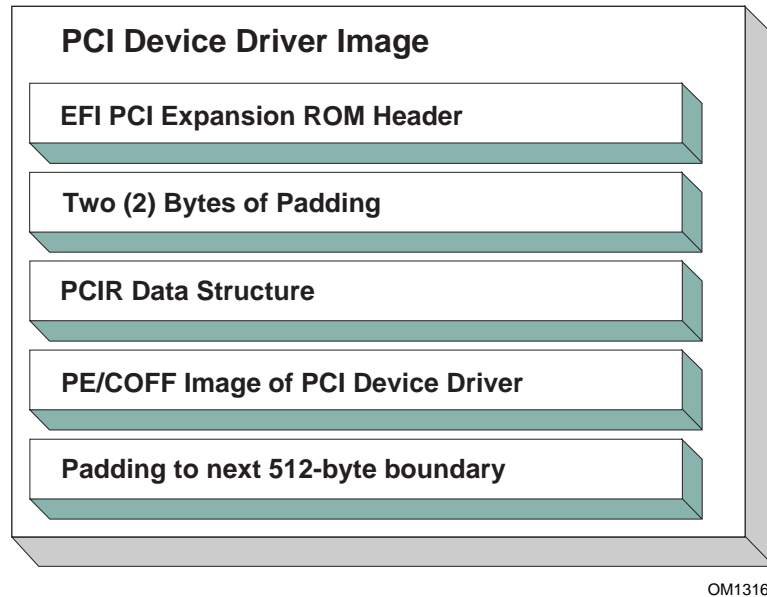 PCI Device Driver Image
EFI PCI Expansion ROM Header
Two (2) Bytes of Padding
PCIR Data Structure
PE/COFF Image of PCI Device Driver
Padding to next 512-byte boundary
OM1316